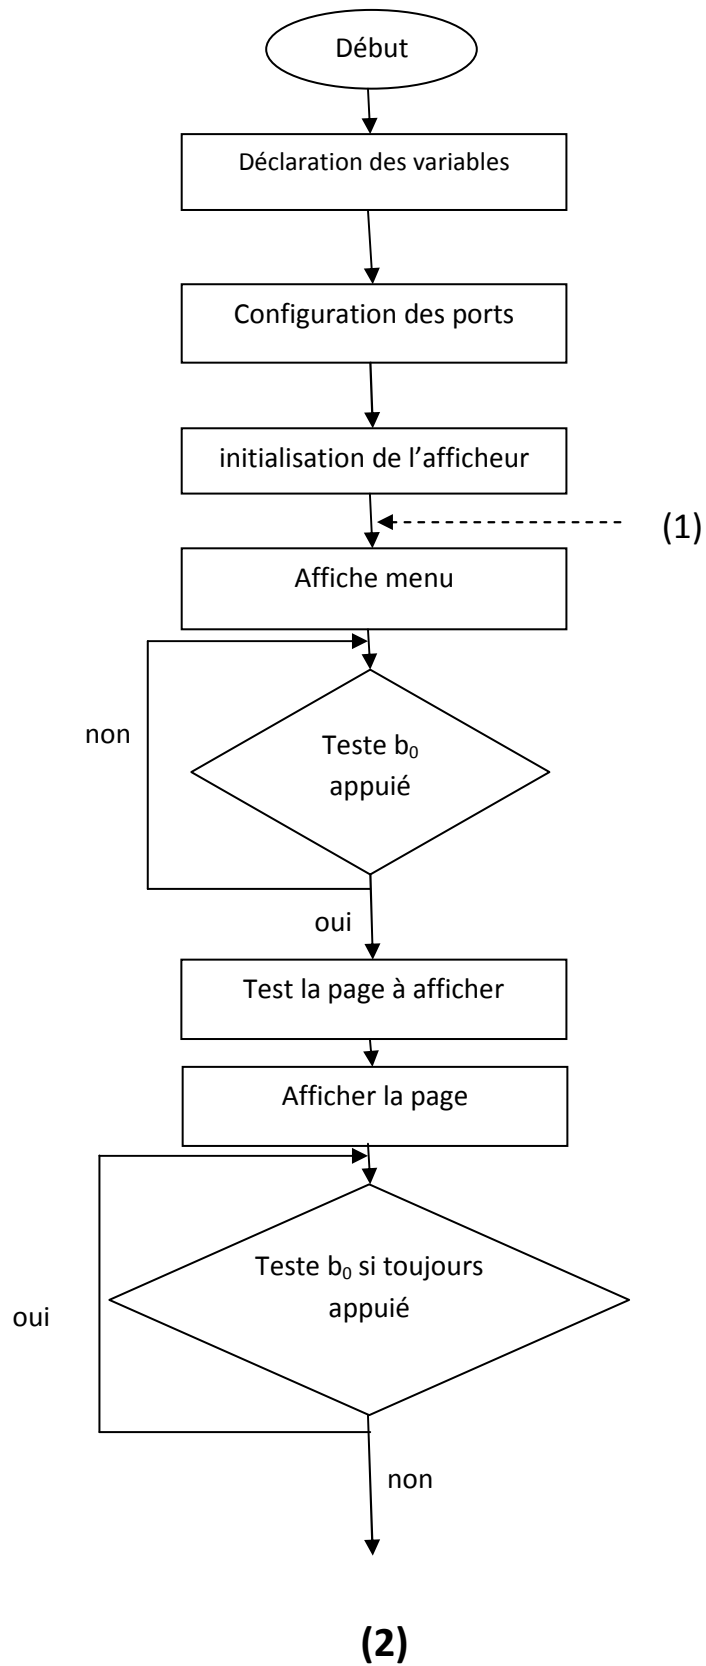 Début
Déclaration des variables
Configuration des ports
initialisation de l’afficheur
(1)
Affiche menu
non
Teste b₀
appuié
oui
Test la page à afficher
Afficher la page
Teste b₀ si toujours
appuié
oui
non
(2)